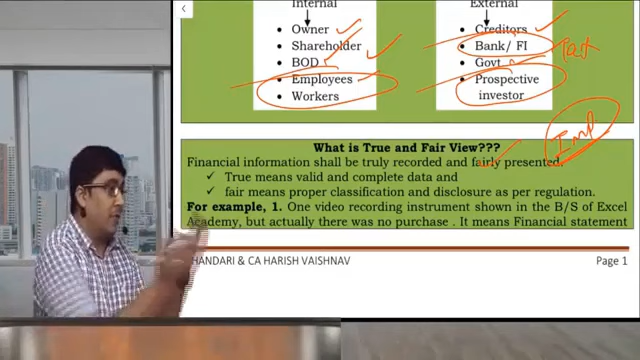 Internal
External
• Owner
• Shareholder
• BOD
• Employees
• Workers
• Creditors
• Bank/ FI
• Govt
• Prospective
investor
Imp
What is True and Fair View???
Financial information shall be truly recorded and fairly presented.
✓ True means valid and complete data and
✓ fair means proper classification and disclosure as per regulation.
For example, 1. One video recording instrument shown in the B/S of Excel
Academy, but actually there was no purchase . It means Financial statement
HANDARI & CA HARISH VAISHNAV
Page 1